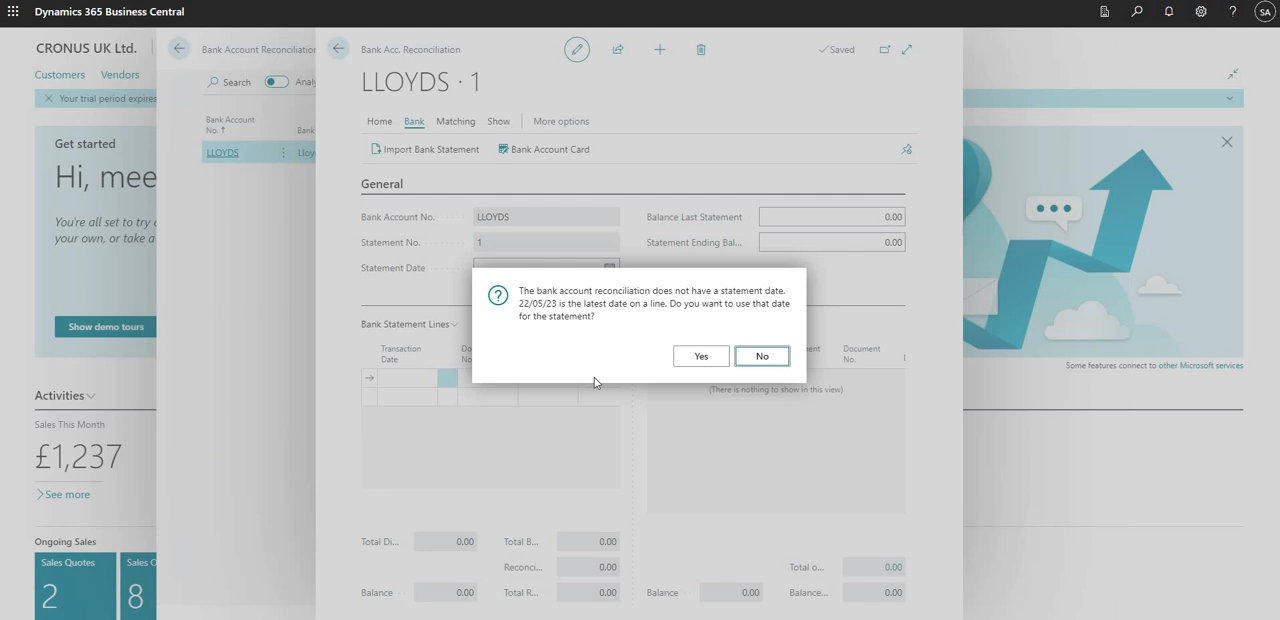 Dynamics 365 Business Central
SA
CRONUS UK Ltd.
Customers Vendors
Your trial period expires
Get started
Hi, mee
You're all set to try
your own, or take a
Show demo tours
Activities
Sales This Month
£1,237
See more
Ongoing Sales
Sales Quotes
2
Sales O
8
Bank Account Reconciliation
Search Analy
Bank Account
No. ↑
Bank
LLOYDS
Lloy
Bank Acc. Reconciliation
Saved
LLOYDS · 1
Home Bank Matching Show More options
Import Bank Statement Bank Account Card
General
Bank Account No. LLOYDS
Balance Last Statement 0.00
Statement No. 1
Statement Ending Bal... 0.00
Statement Date
The bank account reconciliation does not have a statement date.
22/05/23 is the latest date on a line. Do you want to use that date
for the statement?
Yes No
Bank Statement Lines
Transaction
Date
Do
No
Document
No.
(There is nothing to show in this view)
Total Di... 0.00 Total B... 0.00
Reconci... 0.00 Total o... 0.00
Balance 0.00 Total R... 0.00 Balance 0.00 Balance... 0.00
Some features connect to other Microsoft services